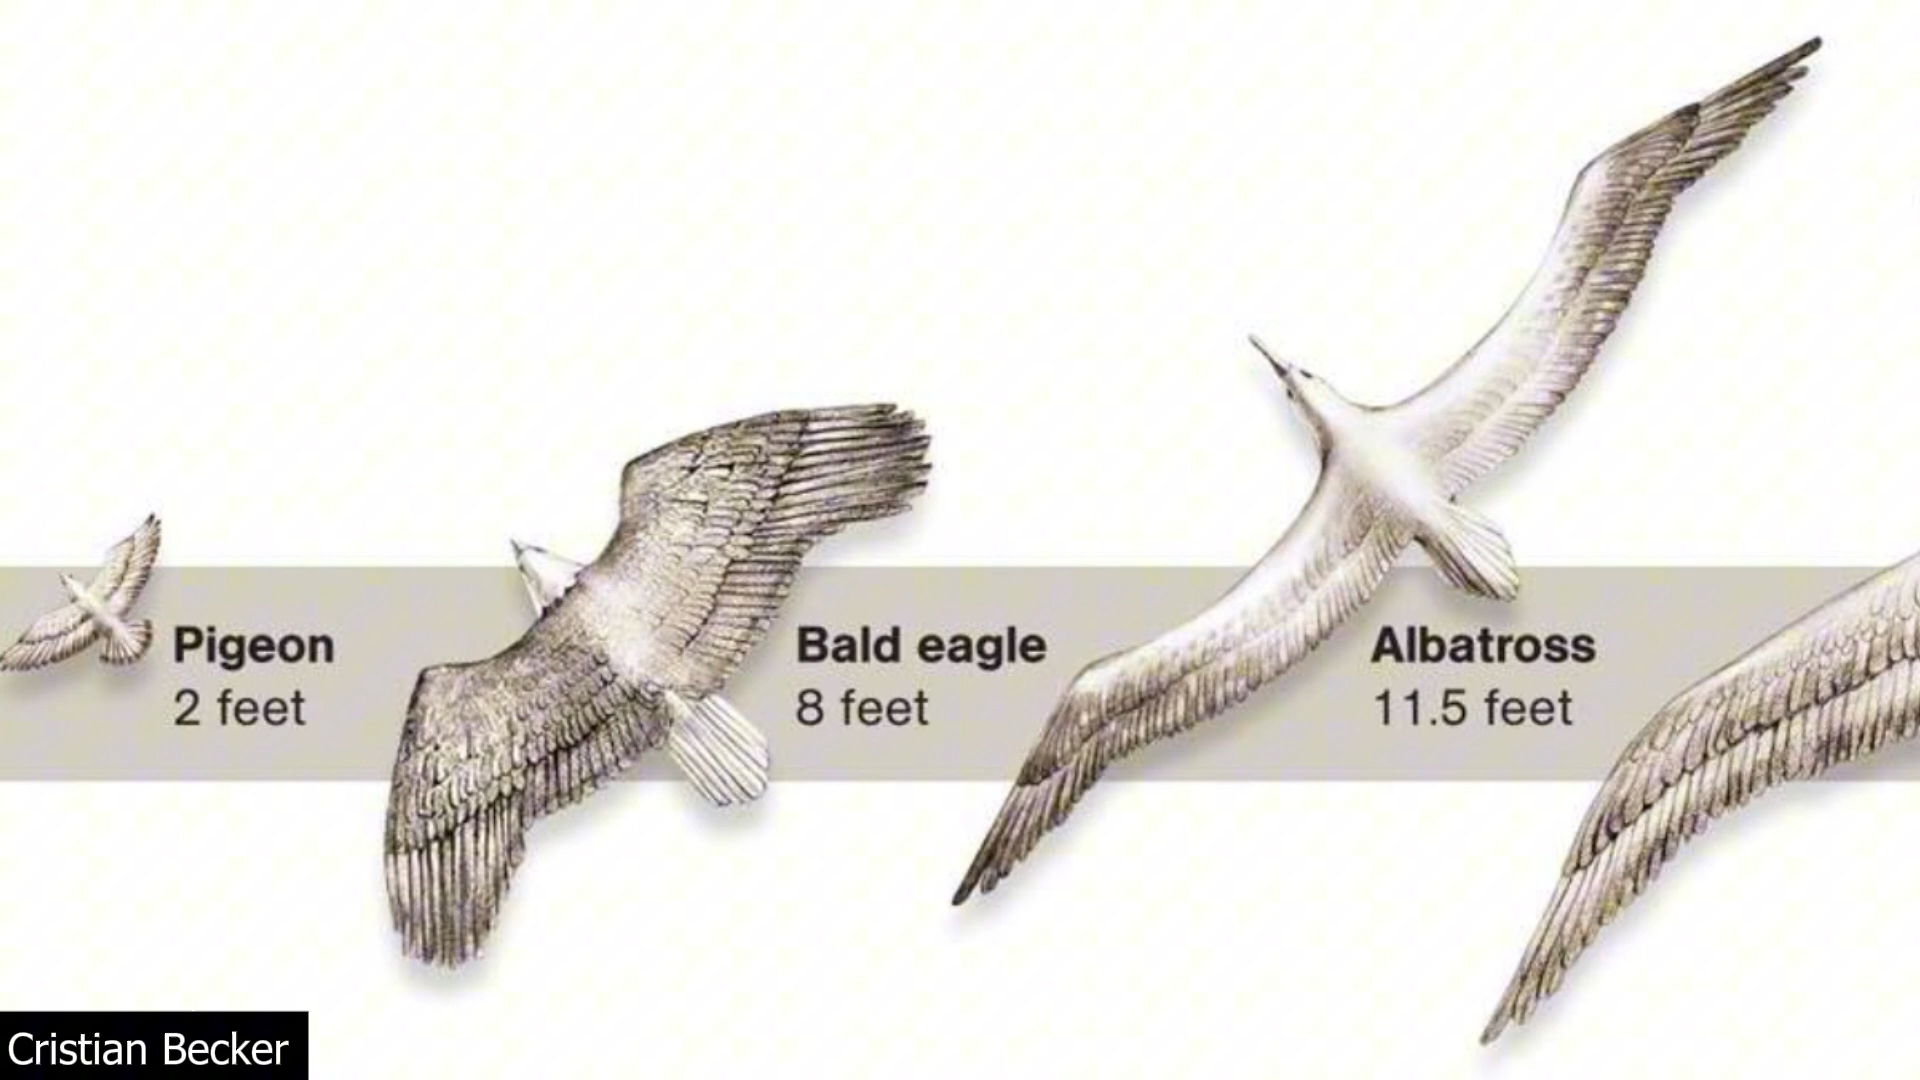 Pigeon
2 feet
Bald eagle
8 feet
Albatross
11.5 feet
Cristian Becker